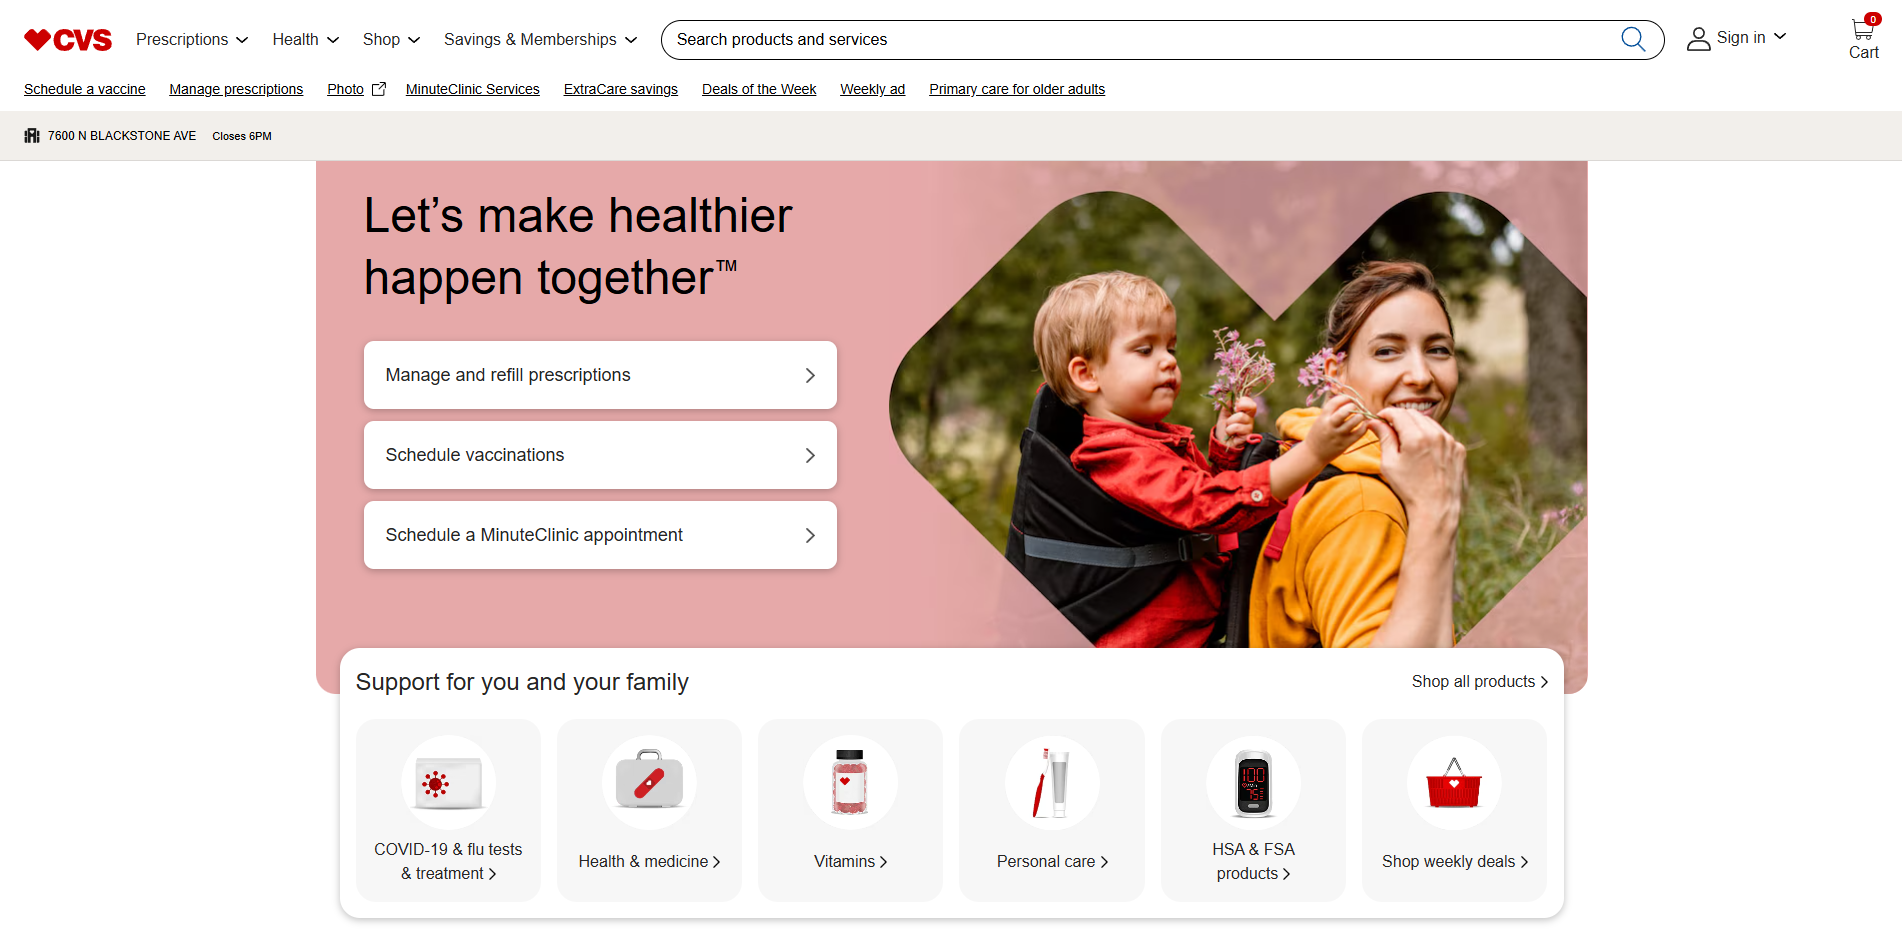 CVS
Prescriptions
Health
Shop
Savings & Memberships
Search products and services
Sign in
0
Cart
Schedule a vaccine
Manage prescriptions
Photo
MinuteClinic Services
ExtraCare savings
Deals of the Week
Weekly ad
Primary care for older adults
7600 N BLACKSTONE AVE
Closes 6PM
Let’s make healthier
happen together™
Manage and refill prescriptions
Schedule vaccinations
Schedule a MinuteClinic appointment
Support for you and your family
Shop all products
COVID-19 & flu tests
& treatment
Health & medicine
Vitamins
Personal care
100
75
HSA & FSA
products
Shop weekly deals